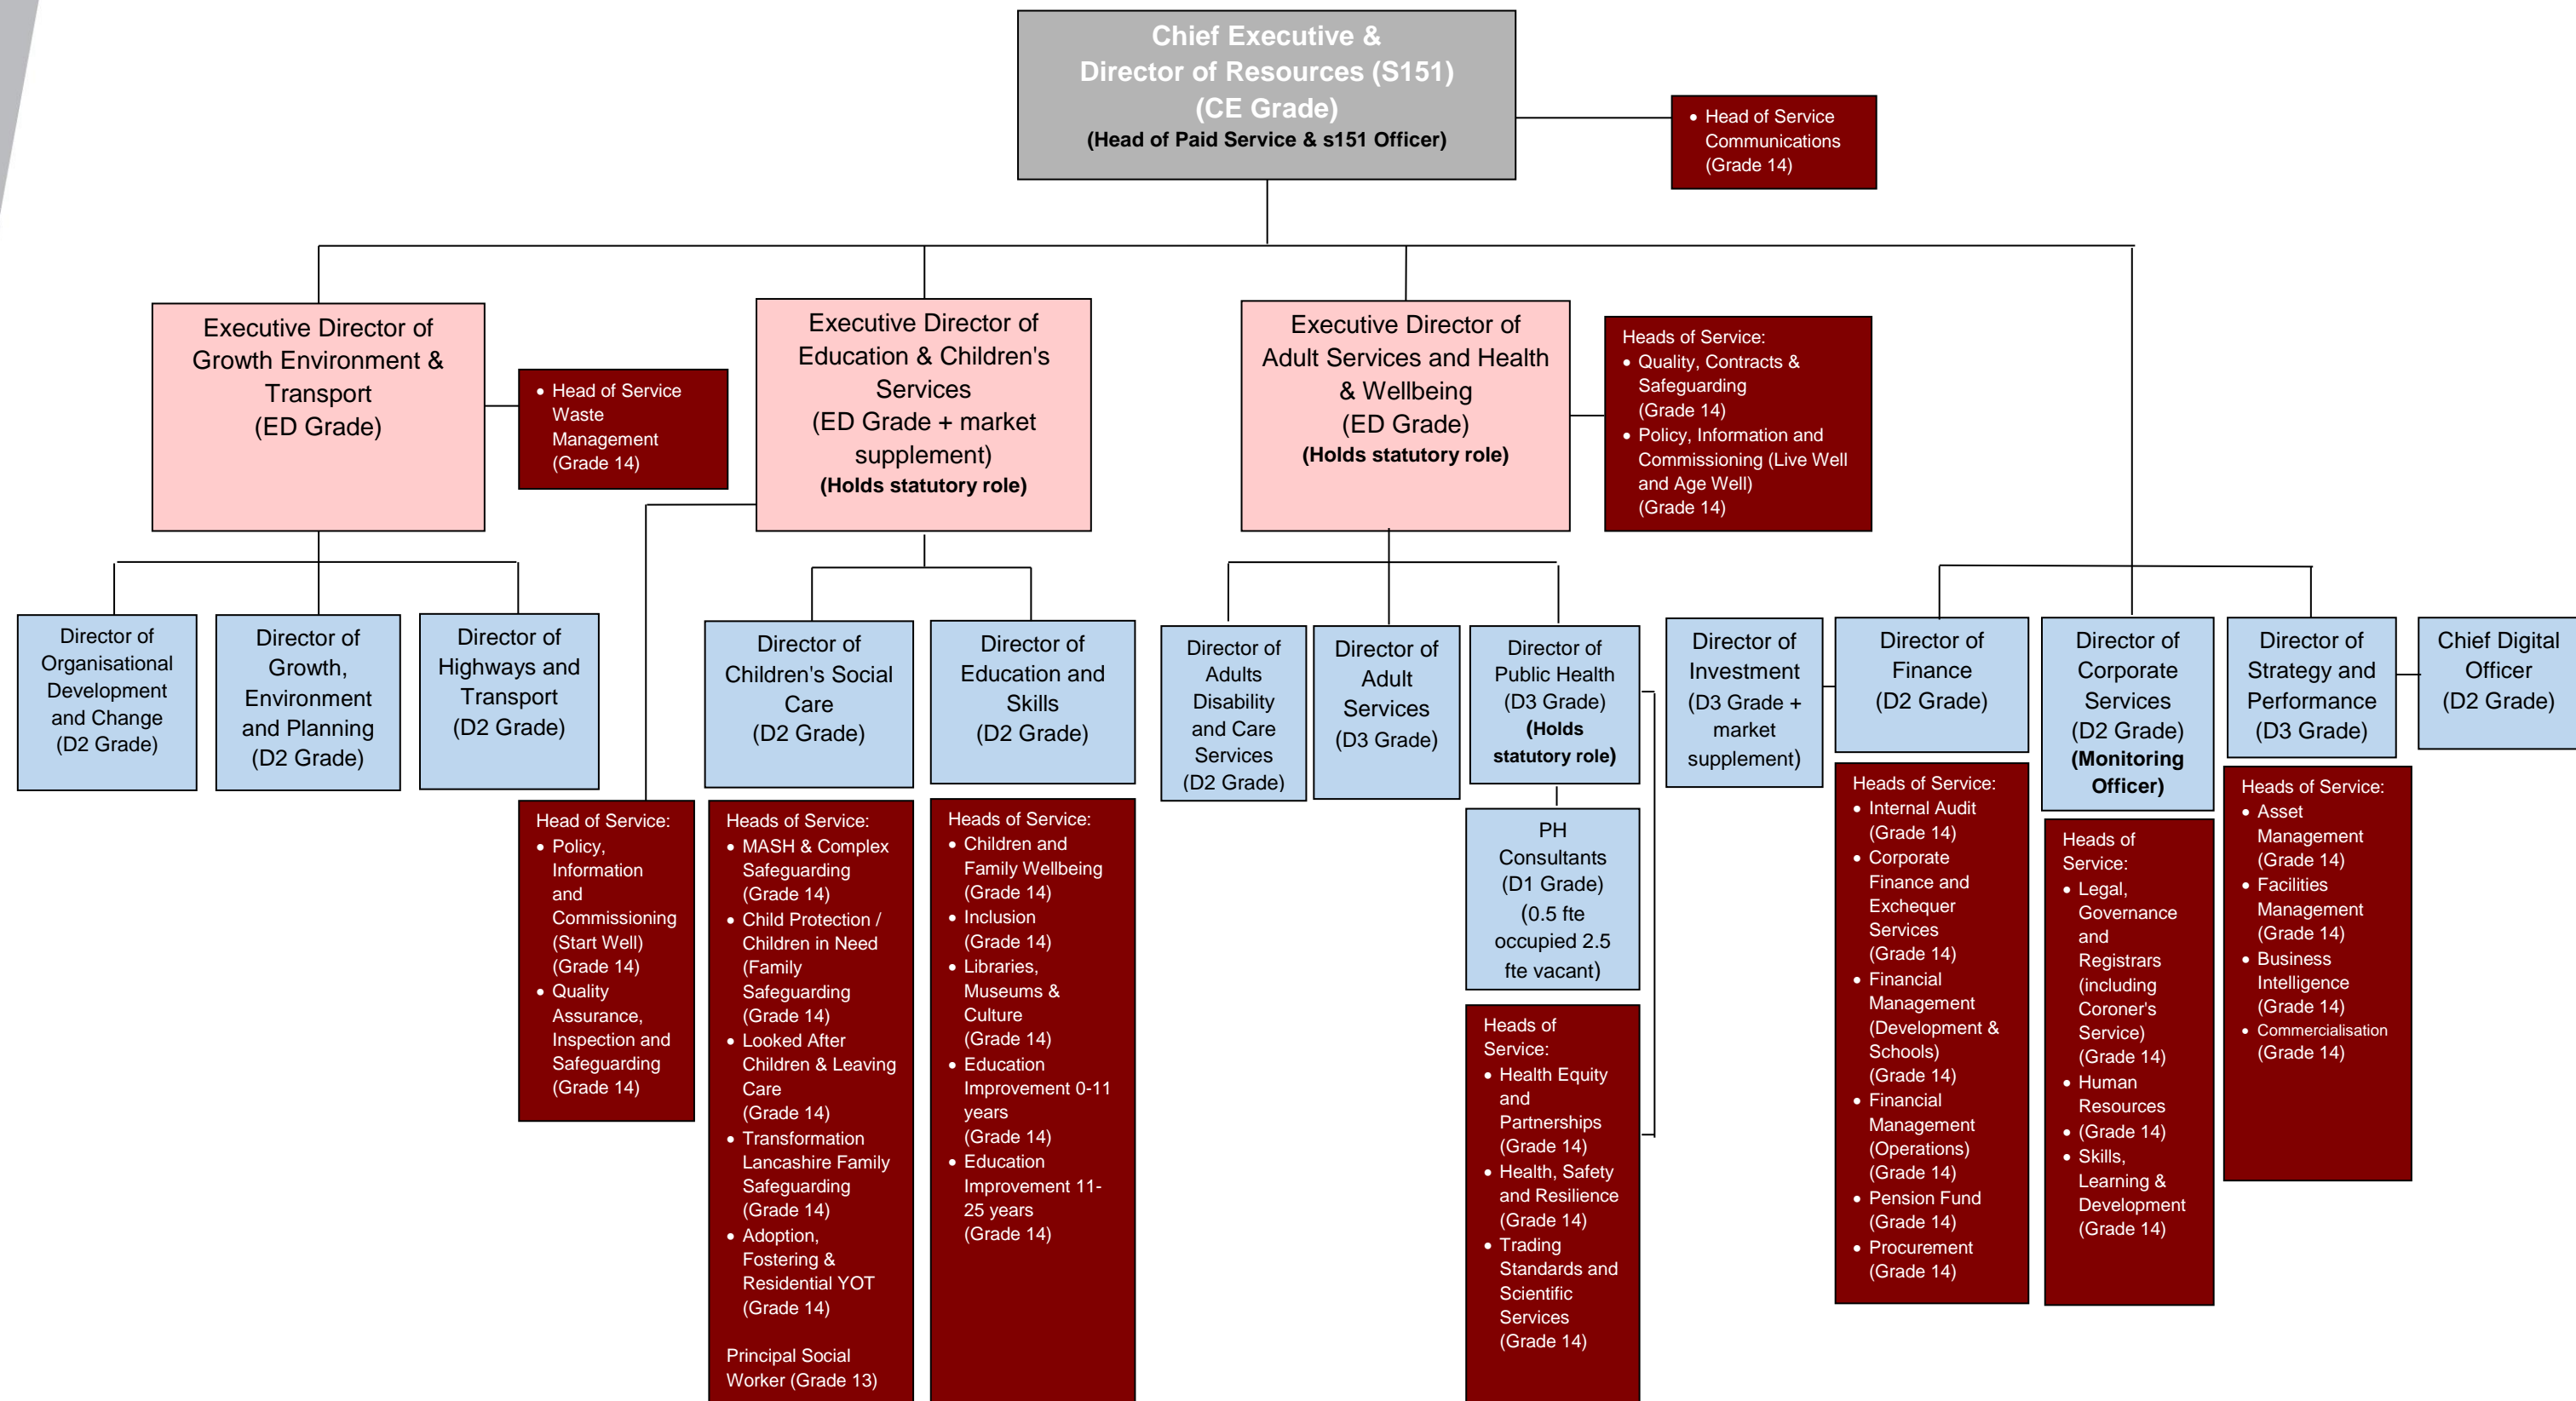 Chief Executive &
Director of Resources (S151)
(CE Grade)
(Head of Paid Service & s151 Officer)
• Head of Service
Communications
(Grade 14)
Executive Director of
Growth Environment &
Transport
(ED Grade)
• Head of Service
Waste
Management
(Grade 14)
Executive Director of
Education & Children's
Services
(ED Grade + market
supplement)
(Holds statutory role)
Executive Director of
Adult Services and Health
& Wellbeing
(ED Grade)
(Holds statutory role)
Heads of Service:
• Quality, Contracts &
Safeguarding
(Grade 14)
• Policy, Information and
Commissioning (Live Well
and Age Well)
(Grade 14)
Director of
Organisational
Development
and Change
(D2 Grade)
Director of
Growth,
Environment
and Planning
(D2 Grade)
Director of
Highways and
Transport
(D2 Grade)
Director of
Children's Social
Care
(D2 Grade)
Director of
Education and
Skills
(D2 Grade)
Director of
Adults
Disability
and Care
Services
(D2 Grade)
Director of
Adult
Services
(D3 Grade)
Director of
Public Health
(D3 Grade)
(Holds
statutory role)
Director of
Investment
(D3 Grade +
market
supplement)
Director of
Finance
(D2 Grade)
Director of
Corporate
Services
(D2 Grade)
(Monitoring
Officer)
Director of
Strategy and
Performance
(D3 Grade)
Chief Digital
Officer
(D2 Grade)
Head of Service:
• Policy,
Information
and
Commissioning
(Start Well)
(Grade 14)
• Quality
Assurance,
Inspection and
Safeguarding
(Grade 14)
Heads of Service:
• MASH & Complex
Safeguarding
(Grade 14)
• Child Protection /
Children in Need
(Family
Safeguarding
(Grade 14)
• Looked After
Children & Leaving
Care
(Grade 14)
• Transformation
Lancashire Family
Safeguarding
(Grade 14)
• Adoption,
Fostering &
Residential YOT
(Grade 14)
Principal Social
Worker (Grade 13)
Heads of Service:
• Children and
Family Wellbeing
(Grade 14)
• Inclusion
(Grade 14)
• Libraries,
Museums &
Culture
(Grade 14)
• Education
Improvement 0-11
years
(Grade 14)
• Education
Improvement 11-
25 years
(Grade 14)
PH
Consultants
(D1 Grade)
(0.5 fte
occupied 2.5
fte vacant)
Heads of
Service:
• Health Equity
and
Partnerships
(Grade 14)
• Health, Safety
and Resilience
(Grade 14)
• Trading
Standards and
Scientific
Services
(Grade 14)
Heads of Service:
• Internal Audit
(Grade 14)
• Corporate
Finance and
Exchequer
Services
(Grade 14)
• Financial
Management
(Development &
Schools)
(Grade 14)
• Financial
Management
(Operations)
(Grade 14)
• Pension Fund
(Grade 14)
• Procurement
(Grade 14)
Heads of
Service:
• Legal,
Governance
and
Registrars
(including
Coroner's
Service)
(Grade 14)
• Human
Resources
• (Grade 14)
• Skills,
Learning &
Development
(Grade 14)
Heads of Service:
• Asset
Management
(Grade 14)
• Facilities
Management
(Grade 14)
• Business
Intelligence
(Grade 14)
• Commercialisation
(Grade 14)